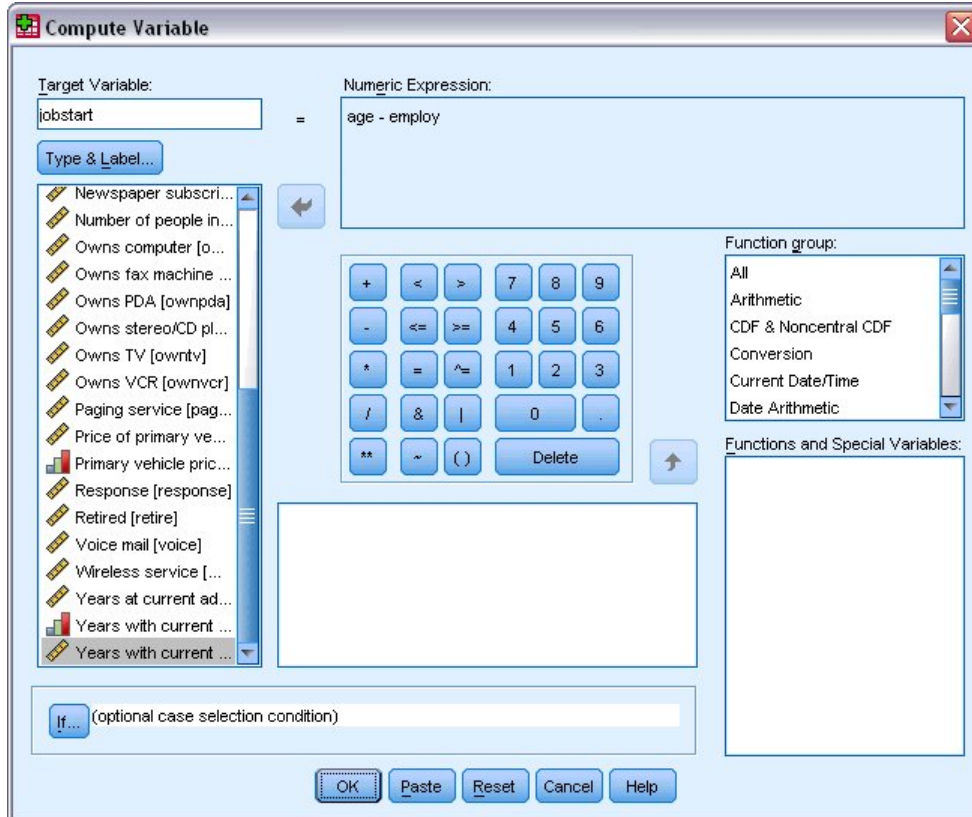 Compute Variable
Target Variable:
jobstart
=
Numeric Expression:
age - employ
Type & Label...
Newspaper subscri...
Number of people in...
Owns computer [o...
Owns fax machine ...
Owns PDA [ownpda]
Owns stereo/CD pl...
Owns TV [owntv]
Owns VCR [ownvcr]
Paging service [pag...
Price of primary ve...
Primary vehicle pric...
Response [response]
Retired [retire]
Voice mail [voice]
Wireless service [...
Years at current ad...
Years with current ...
Years with current ...
+ < > 7 8 9
- <= >= 4 5 6
* = ^= 1 2 3
/ & | 0 .
** ~ ( ) Delete
Function group:
All
Arithmetic
CDF & Noncentral CDF
Conversion
Current Date/Time
Date Arithmetic
Functions and Special Variables:
If... (optional case selection condition)
OK Paste Reset Cancel Help